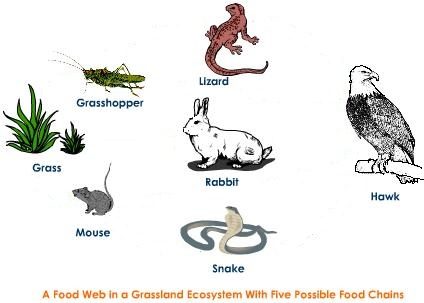 Lizard
Grasshopper
Grass
Rabbit
Hawk
Mouse
Snake
A Food Web in a Grassland Ecosystem With Five Possible Food Chains